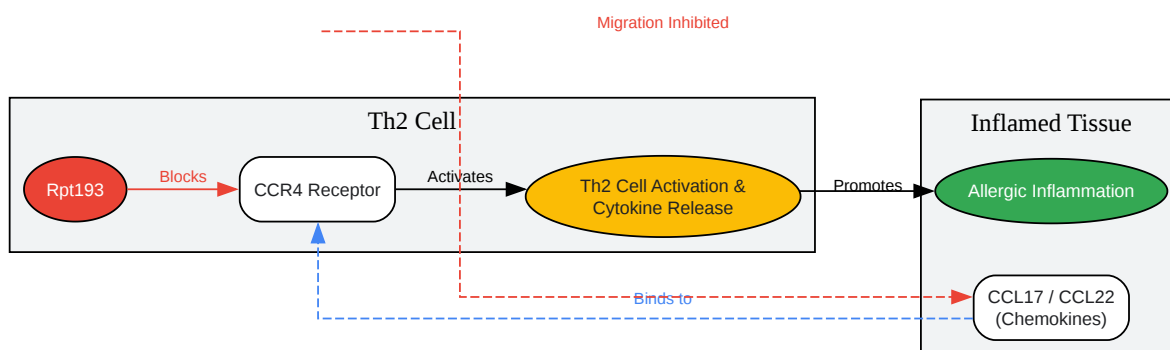 Migration Inhibited
Th2 Cell
Inflamed Tissue
Rpt193
Blocks
CCR4 Receptor
Activates
Th2 Cell Activation &
Cytokine Release
Promotes
Allergic Inflammation
Binds to
CCL17 / CCL22
(Chemokines)